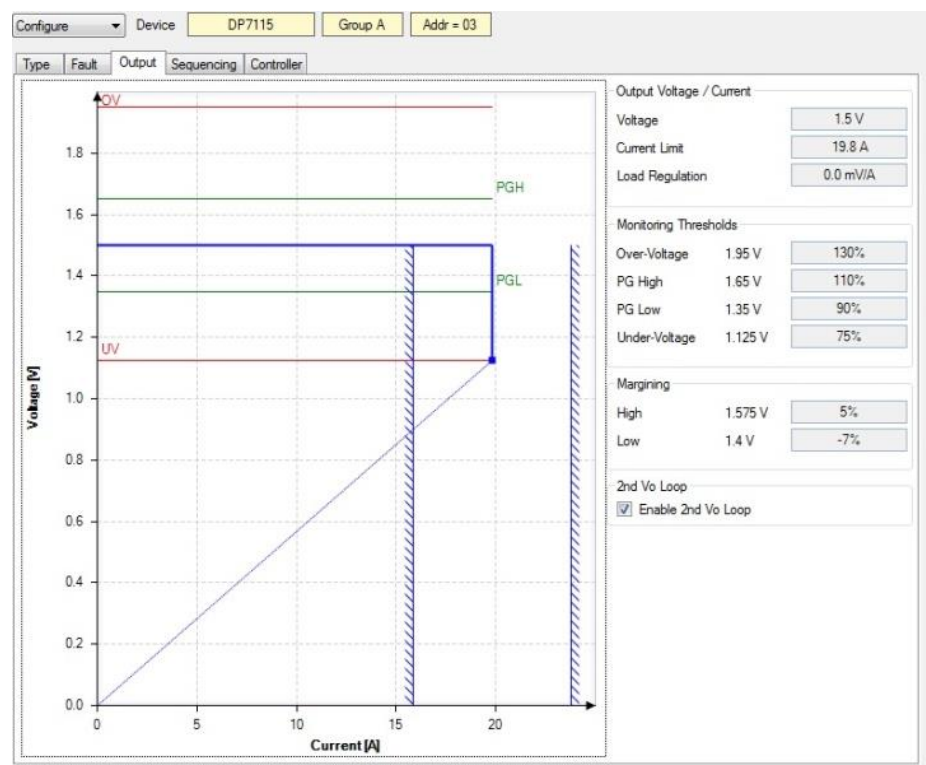 Configure Device DP7115 Group A Addr = 03
Type Fault Output Sequencing Controller
OV
PGH
PGL
UV
1.8
1.6
1.4
1.2
1.0
0.8
0.6
0.4
0.2
0.0
Voltage [V]
0 5 10 15 20
Current [A]
Output Voltage / Current
Voltage 1.5 V
Current Limit 19.8 A
Load Regulation 0.0 mV/A
Monitoring Thresholds
Over-Voltage 1.95 V 130%
PG High 1.65 V 110%
PG Low 1.35 V 90%
Under-Voltage 1.125 V 75%
Margining
High 1.575 V 5%
Low 1.4 V -7%
2nd Vo Loop
Enable 2nd Vo Loop